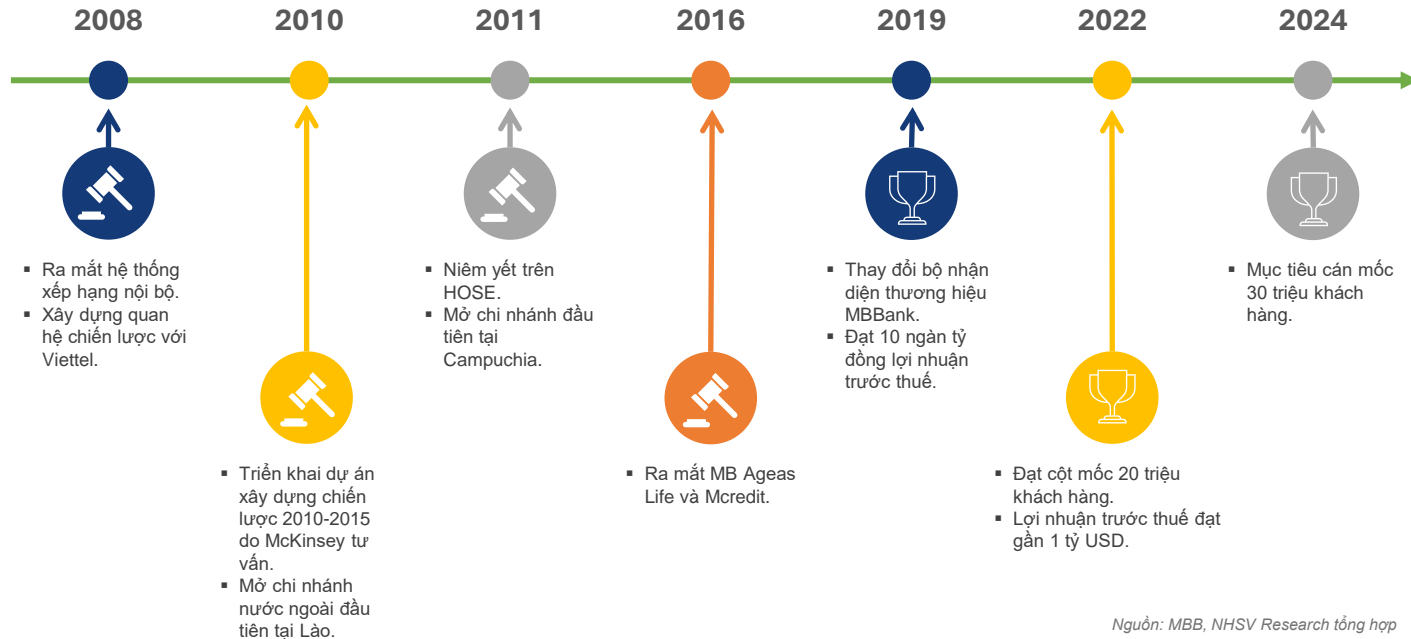 2008
2010
2011
2016
2019
2022
2024
▪ Ra mắt hệ thống
xếp hạng nội bộ.
▪ Xây dựng quan
hệ chiến lược với
Viettel.
▪ Triển khai dự án
xây dựng chiến
lược 2010-2015
do McKinsey tư
vấn.
▪ Mở chi nhánh
nước ngoài đầu
tiên tại Lào.
▪ Niêm yết trên
HOSE.
▪ Mở chi nhánh đầu
tiên tại
Campuchia.
▪ Ra mắt MB Ageas
Life và Mcredit.
▪ Thay đổi bộ nhận
diện thương hiệu
MBBank.
▪ Đạt 10 ngàn tỷ
đồng lợi nhuận
trước thuế.
▪ Đạt cột mốc 20 triệu
khách hàng.
▪ Lợi nhuận trước thuế đạt
gần 1 tỷ USD.
▪ Mục tiêu cán mốc
30 triệu khách
hàng.
Nguồn: MBB, NHSV Research tổng hợp